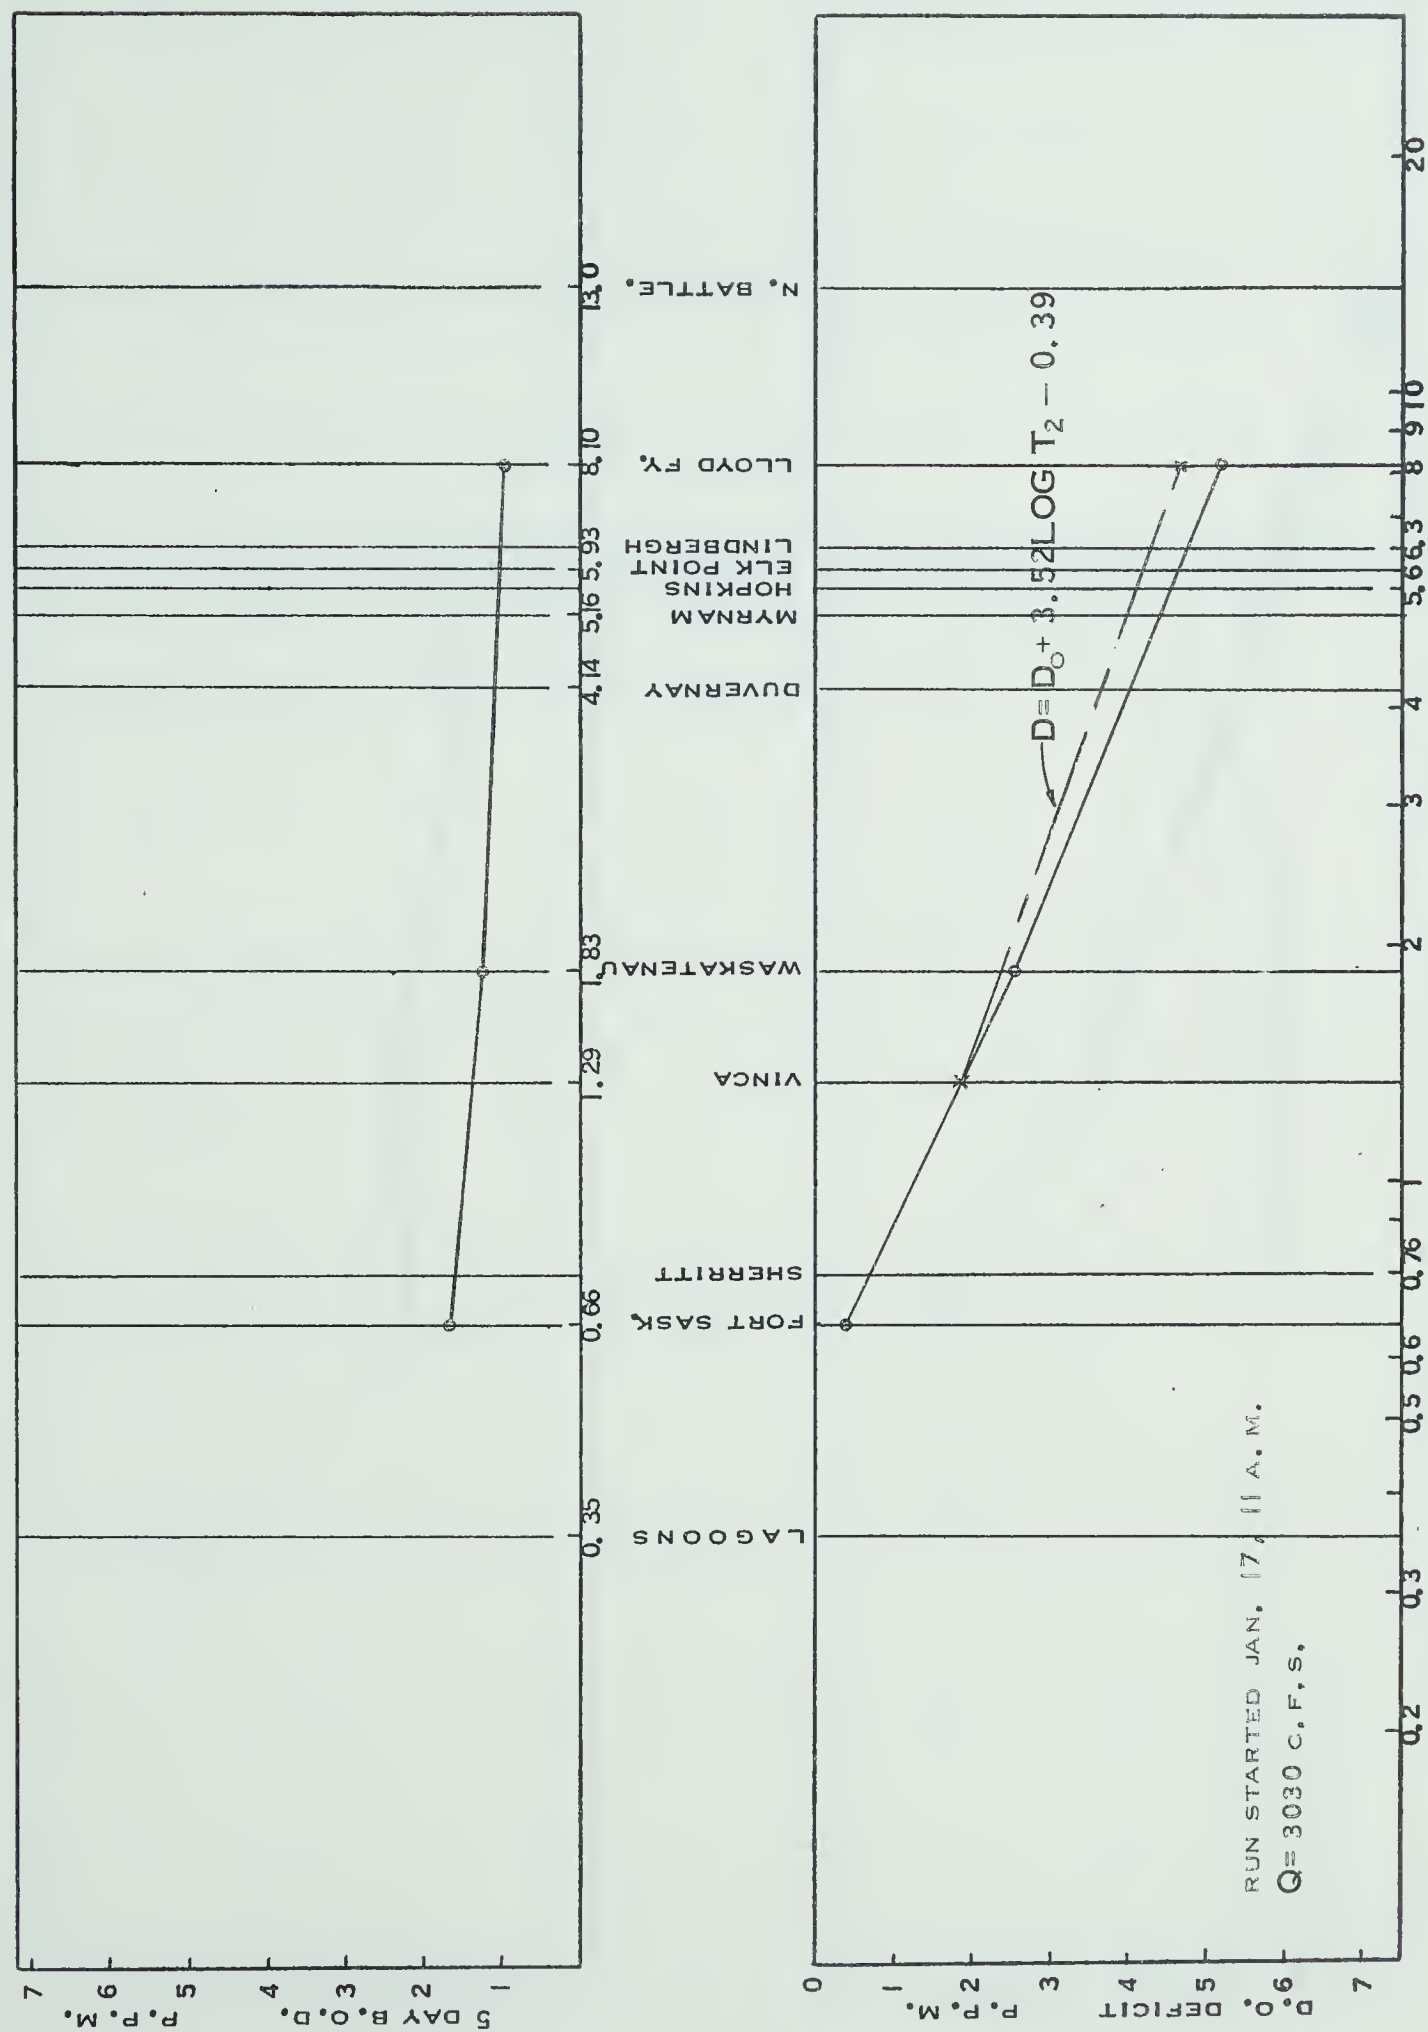 7
6
5
4
3
2
1
5 DAY B.O.D.
P.P.M.
0.35
0.66
1.29
1.83
4.14
5.16
5.93
8.10
13.0
LAGOONS
FORT SASK.
SHERRITT
VINCA
WASKATENAU
DUVERNAY
MYRNAM
HOPKINS
ELK POINT
LINDBERGH
LLOYD FY.
N. BATTLE.
0
1
2
3
4
5
6
7
D.O. DEFICIT
P.P.M.
D=D₀+3.52LOG T₂ - 0.39
RUN STARTED JAN. 17, 11 A.M.
Q=3030 C.F.S.
0.2
0.3
0.5
0.6
0.76
1
2
3
4
5.6
6.3
8
9
10
20